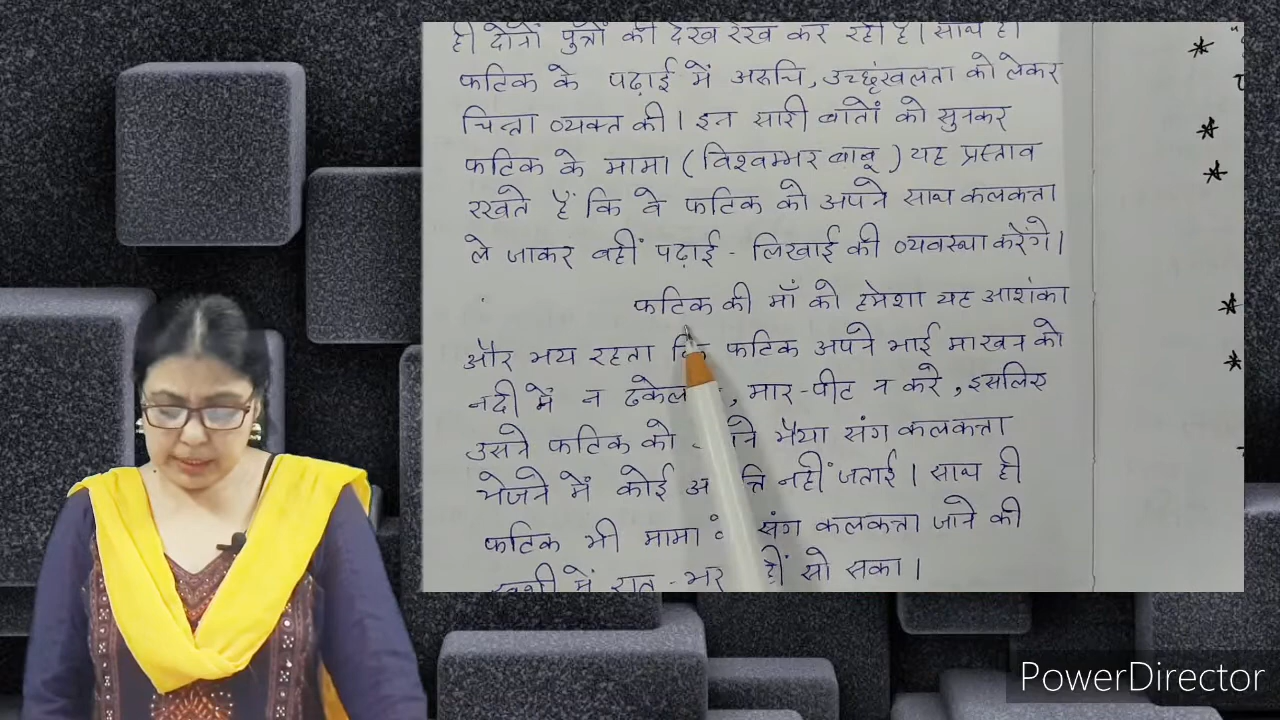 ही दोनों पुत्रों की देख रेख कर रही है। साथ ही
फटिक के पढ़ाई में अरुचि, उच्छृंखलता को लेकर
चिन्ता व्यक्त की। इन सारी बातों को सुनकर
फटिक के मामा (विश्वम्भर बाबू) यह प्रस्ताव
रखते हैं कि वे फटिक को अपने साथ कलकत्ता
ले जाकर वहीं पढ़ाई - लिखाई की व्यवस्था करेंगे।
फटिक की माँ को हमेशा यह आशंका
और भय रहता कि फटिक अपने भाई माखन को
नदी में न ढकेल , मार-पीट न करे, इसलिए
उसने फटिक को भैया संग कलकत्ता
भेजने में कोई नहीं जताई। साथ ही
फटिक भी मामा संग कलकत्ता जाने की
में रात - भर सो सका।
PowerDirector